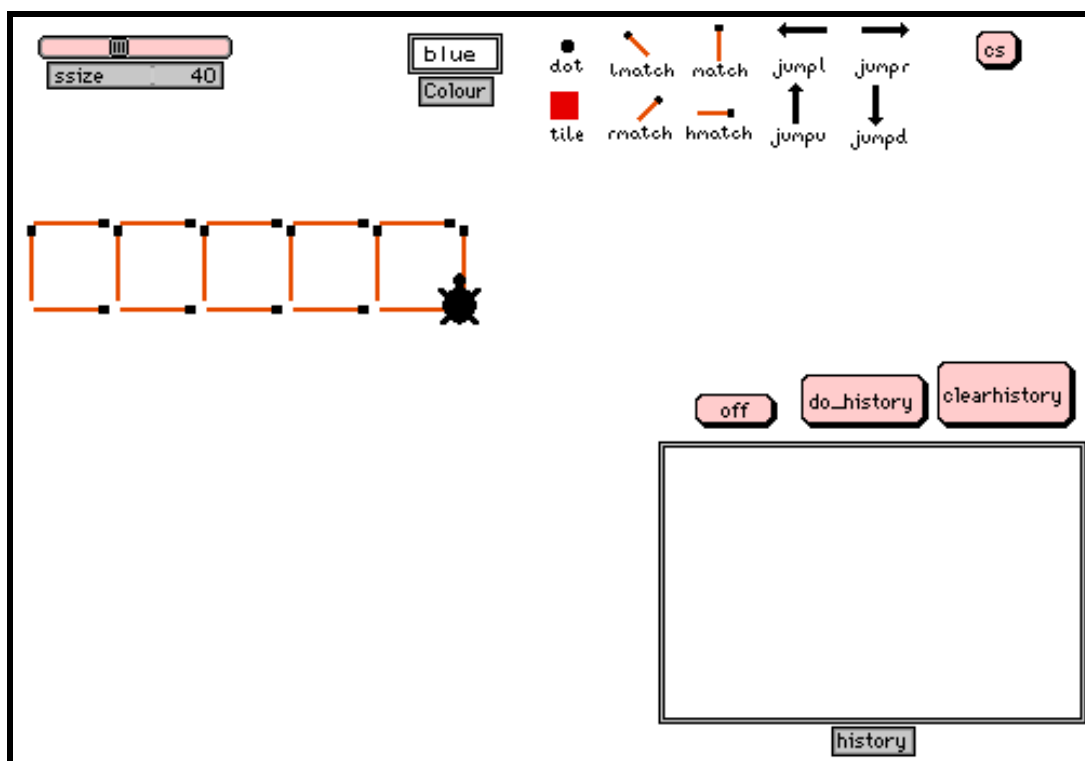 ssize 40
blue
Colour
dot lmatch match jumpl jumpr
tile rmatch hmatch jumpu jumpd
cs
off do_history clearhistory
history